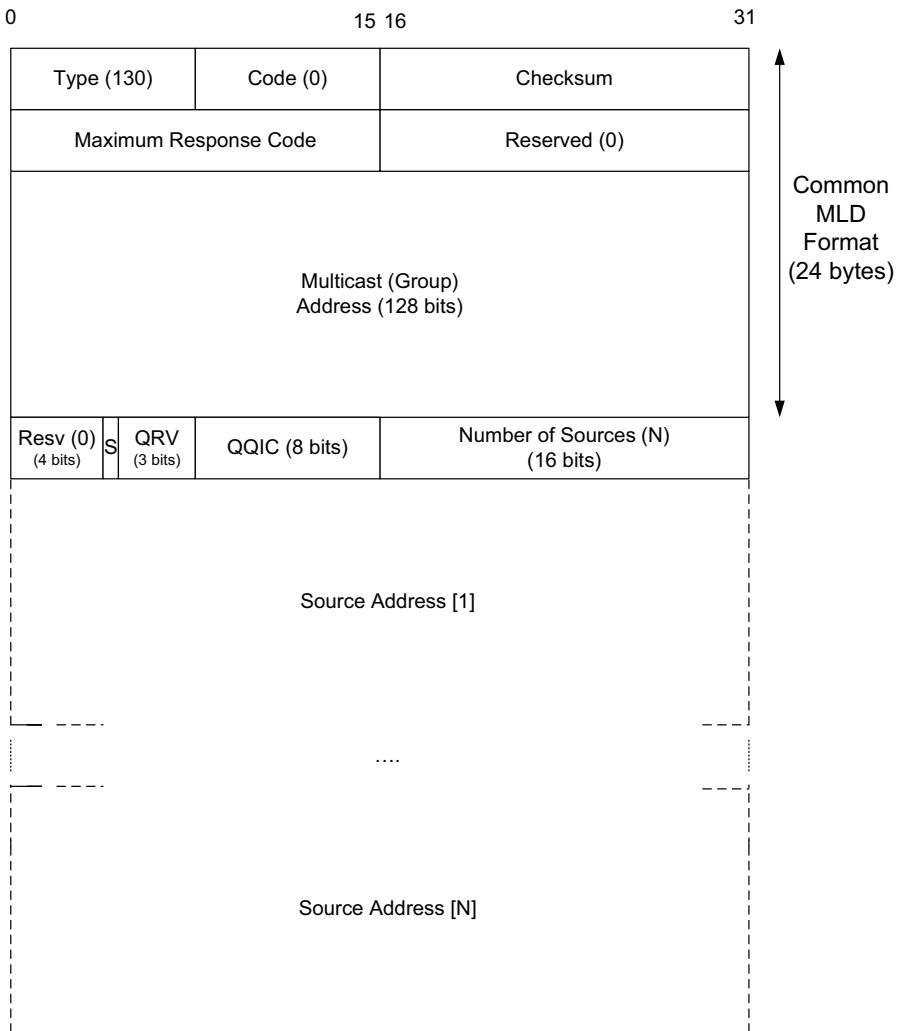 0
15 16
31
Type (130)
Code (0)
Checksum
Maximum Response Code
Reserved (0)
Common
MLD
Format
(24 bytes)
Multicast (Group)
Address (128 bits)
Resv (0)
(4 bits)
S
QRV
(3 bits)
QQIC (8 bits)
Number of Sources (N)
(16 bits)
Source Address [1]
....
Source Address [N]